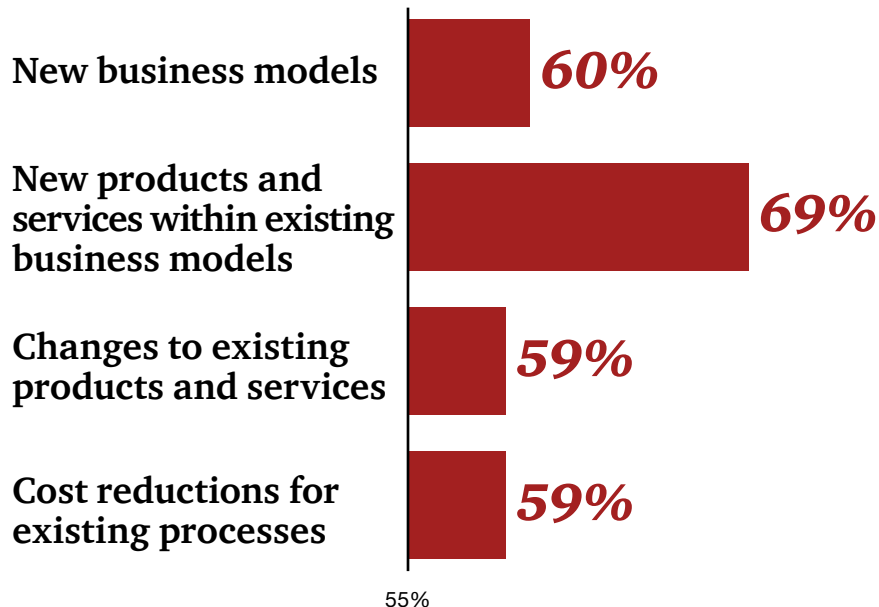 New business models
60%
New products and
services within existing
business models
69%
Changes to existing
products and services
59%
Cost reductions for
existing processes
59%
55%